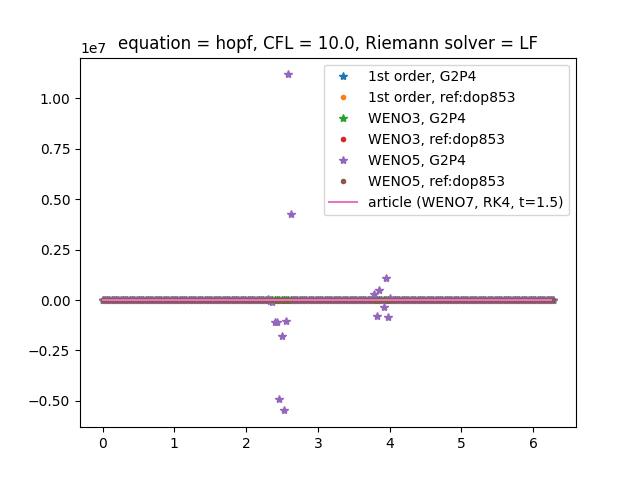 equation = hopf, CFL = 10.0, Riemann solver = LF
1e7
1st order, G2P4
1st order, ref:dop853
WENO3, G2P4
WENO3, ref:dop853
WENO5, G2P4
WENO5, ref:dop853
article (WENO7, RK4, t=1.5)
1.00
0.75
0.50
0.25
0.00
−0.25
−0.50
0 1 2 3 4 5 6